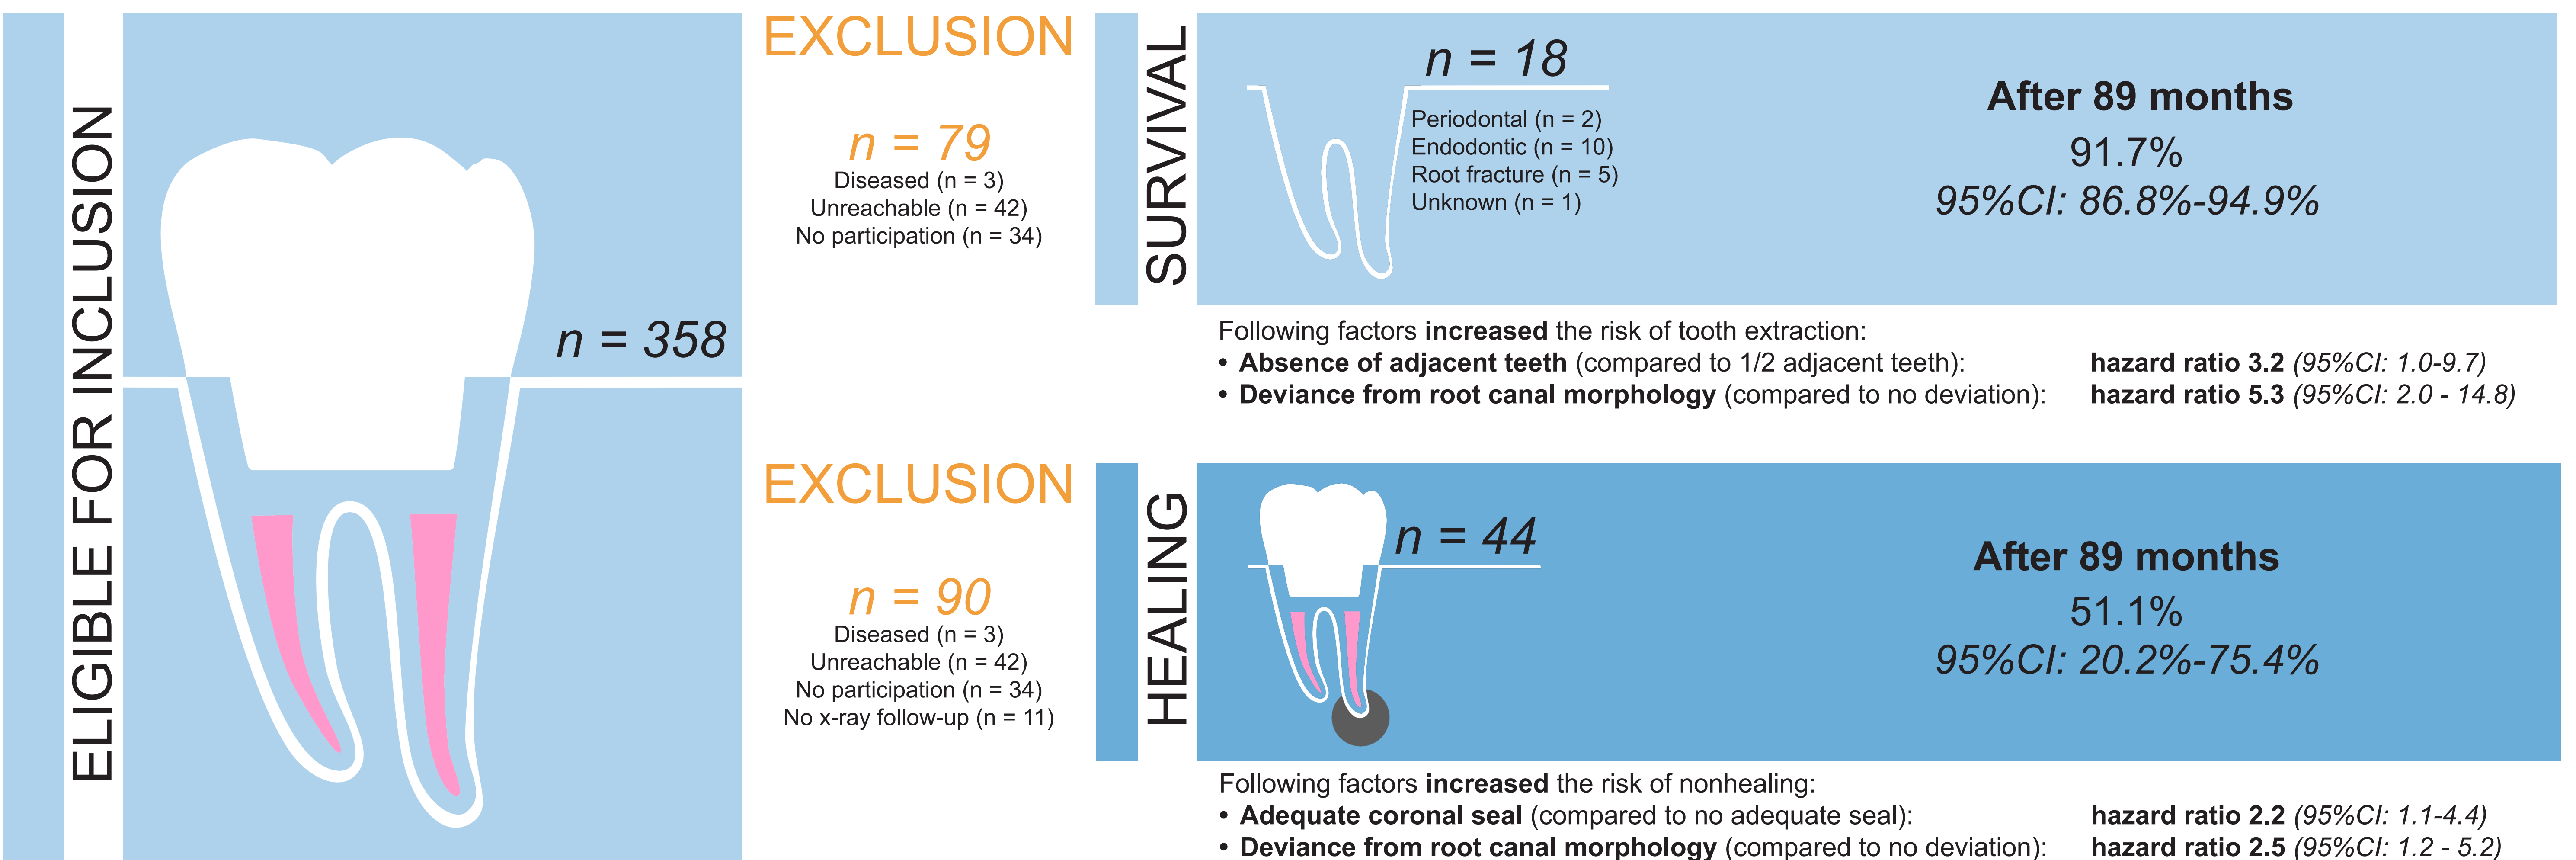 ELIGIBLE FOR INCLUSION
n = 358
EXCLUSION
n = 79
Diseased (n = 3)
Unreachable (n = 42)
No participation (n = 34)
SURVIVAL
n = 18
Periodontal (n = 2)
Endodontic (n = 10)
Root fracture (n = 5)
Unknown (n = 1)
After 89 months
91.7%
95%CI: 86.8%-94.9%
Following factors increased the risk of tooth extraction:
• Absence of adjacent teeth (compared to 1/2 adjacent teeth): hazard ratio 3.2 (95%CI: 1.0-9.7)
• Deviance from root canal morphology (compared to no deviation): hazard ratio 5.3 (95%CI: 2.0 - 14.8)
EXCLUSION
n = 90
Diseased (n = 3)
Unreachable (n = 42)
No participation (n = 34)
No x-ray follow-up (n = 11)
HEALING
n = 44
After 89 months
51.1%
95%CI: 20.2%-75.4%
Following factors increased the risk of nonhealing:
• Adequate coronal seal (compared to no adequate seal): hazard ratio 2.2 (95%CI: 1.1-4.4)
• Deviance from root canal morphology (compared to no deviation): hazard ratio 2.5 (95%CI: 1.2 - 5.2)